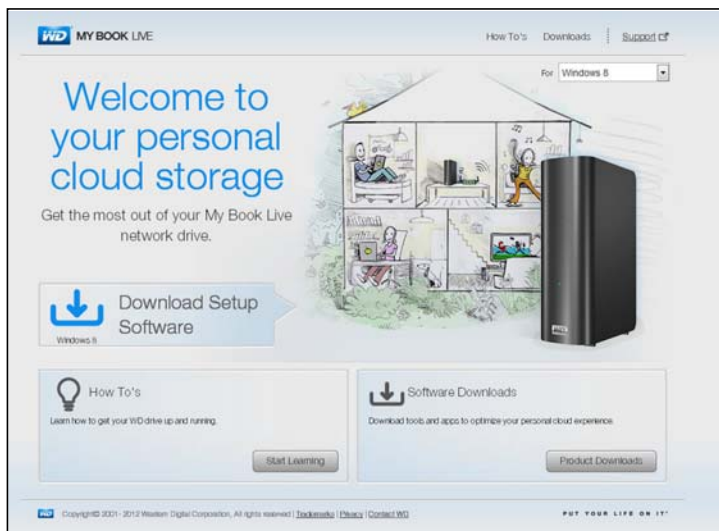 WD MY BOOK LIVE
How To's Downloads Support
For Windows 8
Welcome to
your personal
cloud storage
Get the most out of your My Book Live
network drive.
Download Setup
Software
Windows 8
How To's
Learn how to get your WD drive up and running.
Start Learning
Software Downloads
Download tools and apps to optimize your personal cloud experience.
Product Downloads
WD Copyright© 2001 - 2012 Western Digital Corporation, All rights reserved | Trademarks | Privacy | Contact WD
PUT YOUR LIFE ON IT®